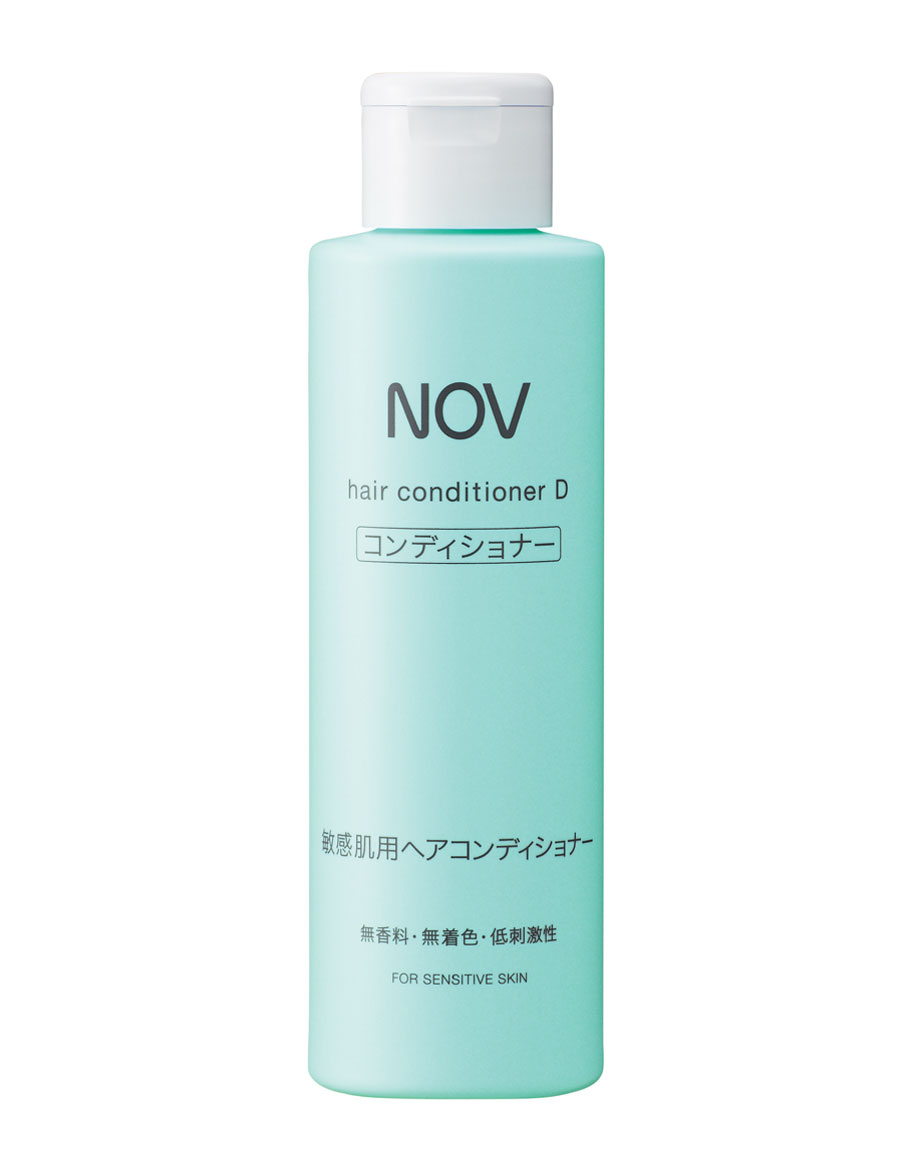 NOV
hair conditioner D
コンディショナー
敏感肌用ヘアコンディショナー
無香料・無着色・低刺激性
FOR SENSITIVE SKIN